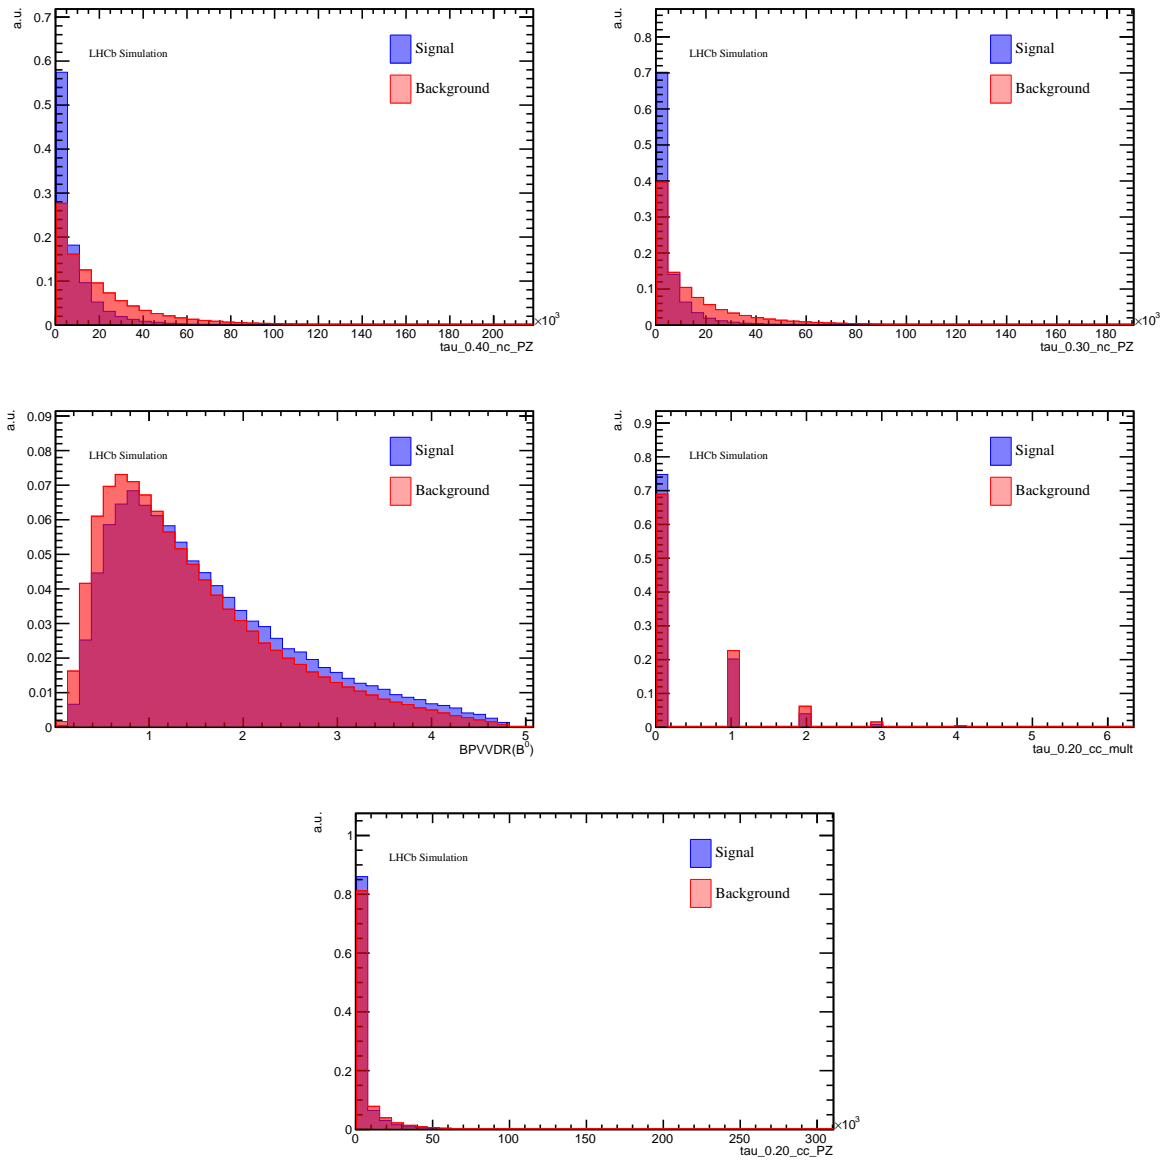 a.u.
0.7
0.6
0.5
0.4
0.3
0.2
0.1
0
LHCb Simulation
Signal
Background
0 20 40 60 80 100 120 140 160 180 200
×10³
tau_0.40_nc_PZ
a.u.
0.8
0.7
0.6
0.5
0.4
0.3
0.2
0.1
0
LHCb Simulation
Signal
Background
0 20 40 60 80 100 120 140 160 180
×10³
tau_0.30_nc_PZ
a.u.
0.09
0.08
0.07
0.06
0.05
0.04
0.03
0.02
0.01
0
LHCb Simulation
Signal
Background
1 2 3 4 5
BPVVDR(B⁰)
a.u.
0.9
0.8
0.7
0.6
0.5
0.4
0.3
0.2
0.1
0
LHCb Simulation
Signal
Background
0 1 2 3 4 5 6
tau_0.20_cc_mult
a.u.
1
0.8
0.6
0.4
0.2
0
LHCb Simulation
Signal
Background
0 50 100 150 200 250 300
×10³
tau_0.20_cc_PZ